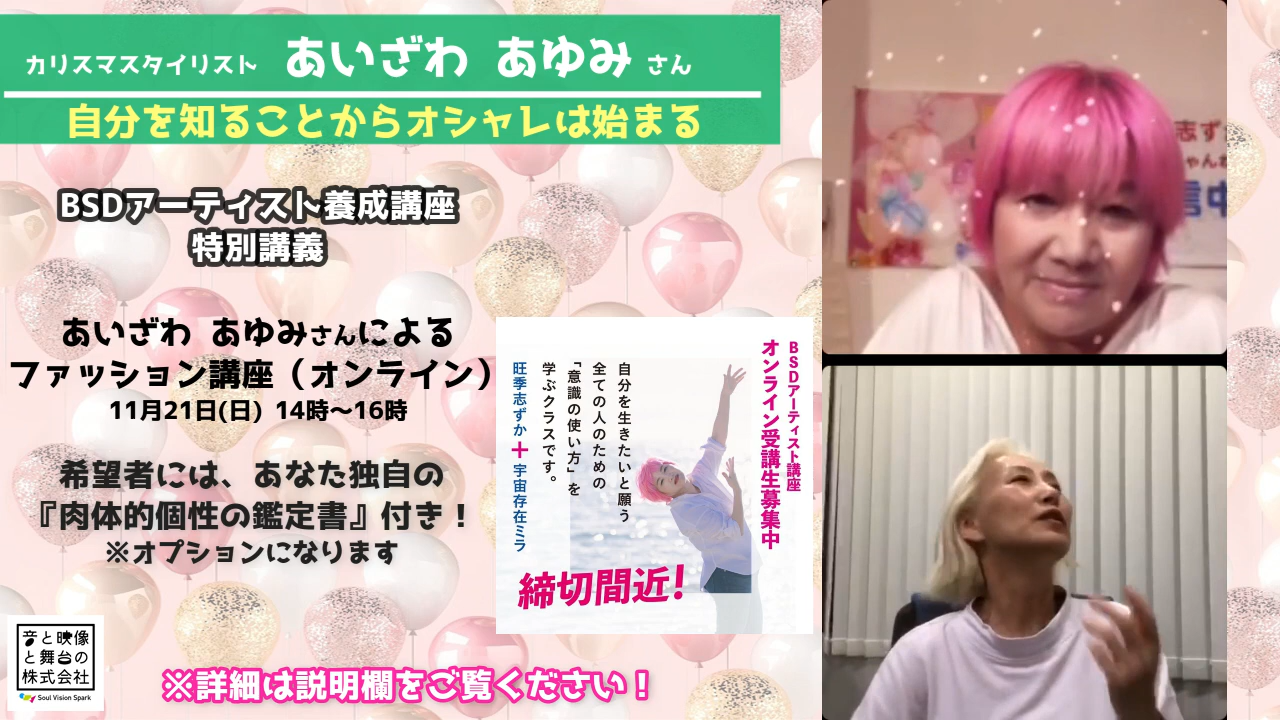 カリスマスタイリスト あいざわ あゆみ さん
自分を知ることからオシャレは始まる
BSDアーティスト養成講座
特別講義
あいざわ あゆみさんによる
ファッション講座（オンライン）
11月21日(日) 14時〜16時
希望者には、あなた独自の
『肉体的個性の鑑定書』付き！
※オプションになります
BSDアーティスト講座
オンライン受講生募集中
自分を生きたいと願う
全ての人のための
「意識の使い方」を
学ぶクラスです。
旺季志ずか＋宇宙存在ミラ
締切間近！
音と映像
と舞台の
株式会社
Soul Vision Spark
※詳細は説明欄をご覧ください！
志ず
ゃん
信中